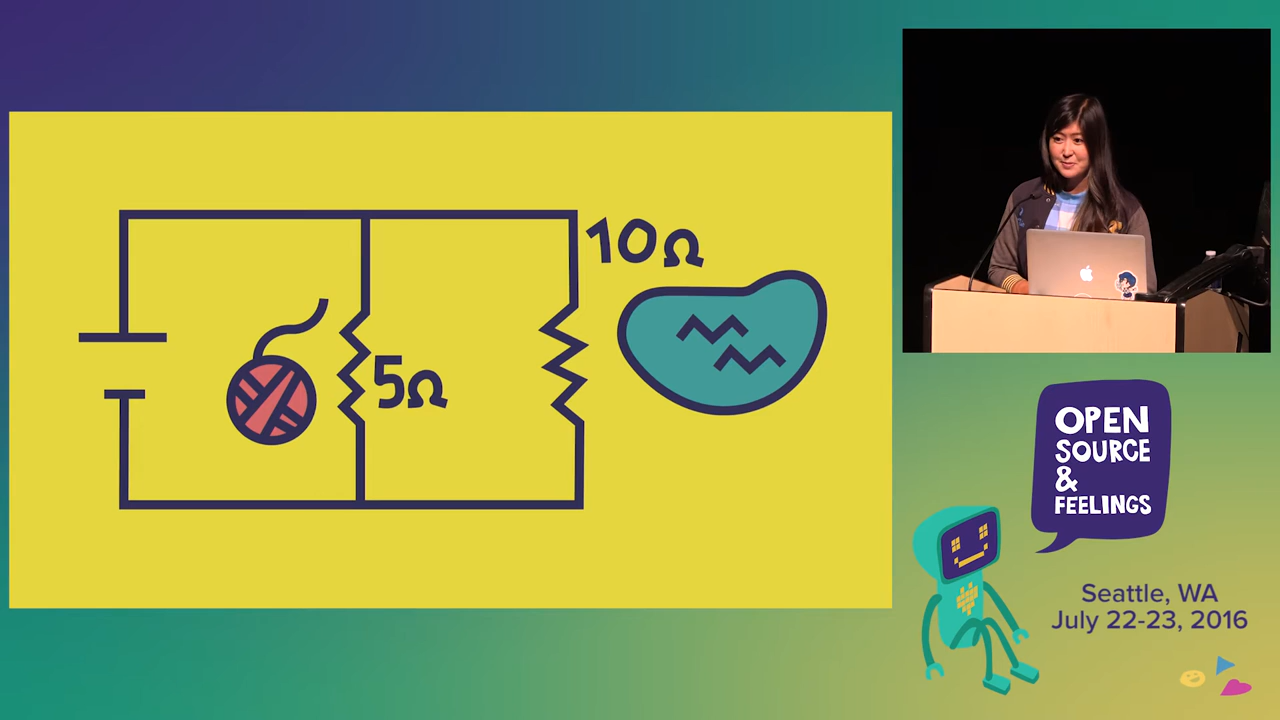 10Ω
5Ω
OPEN
SOURCE
&
FEELINGS
Seattle, WA
July 22-23, 2016